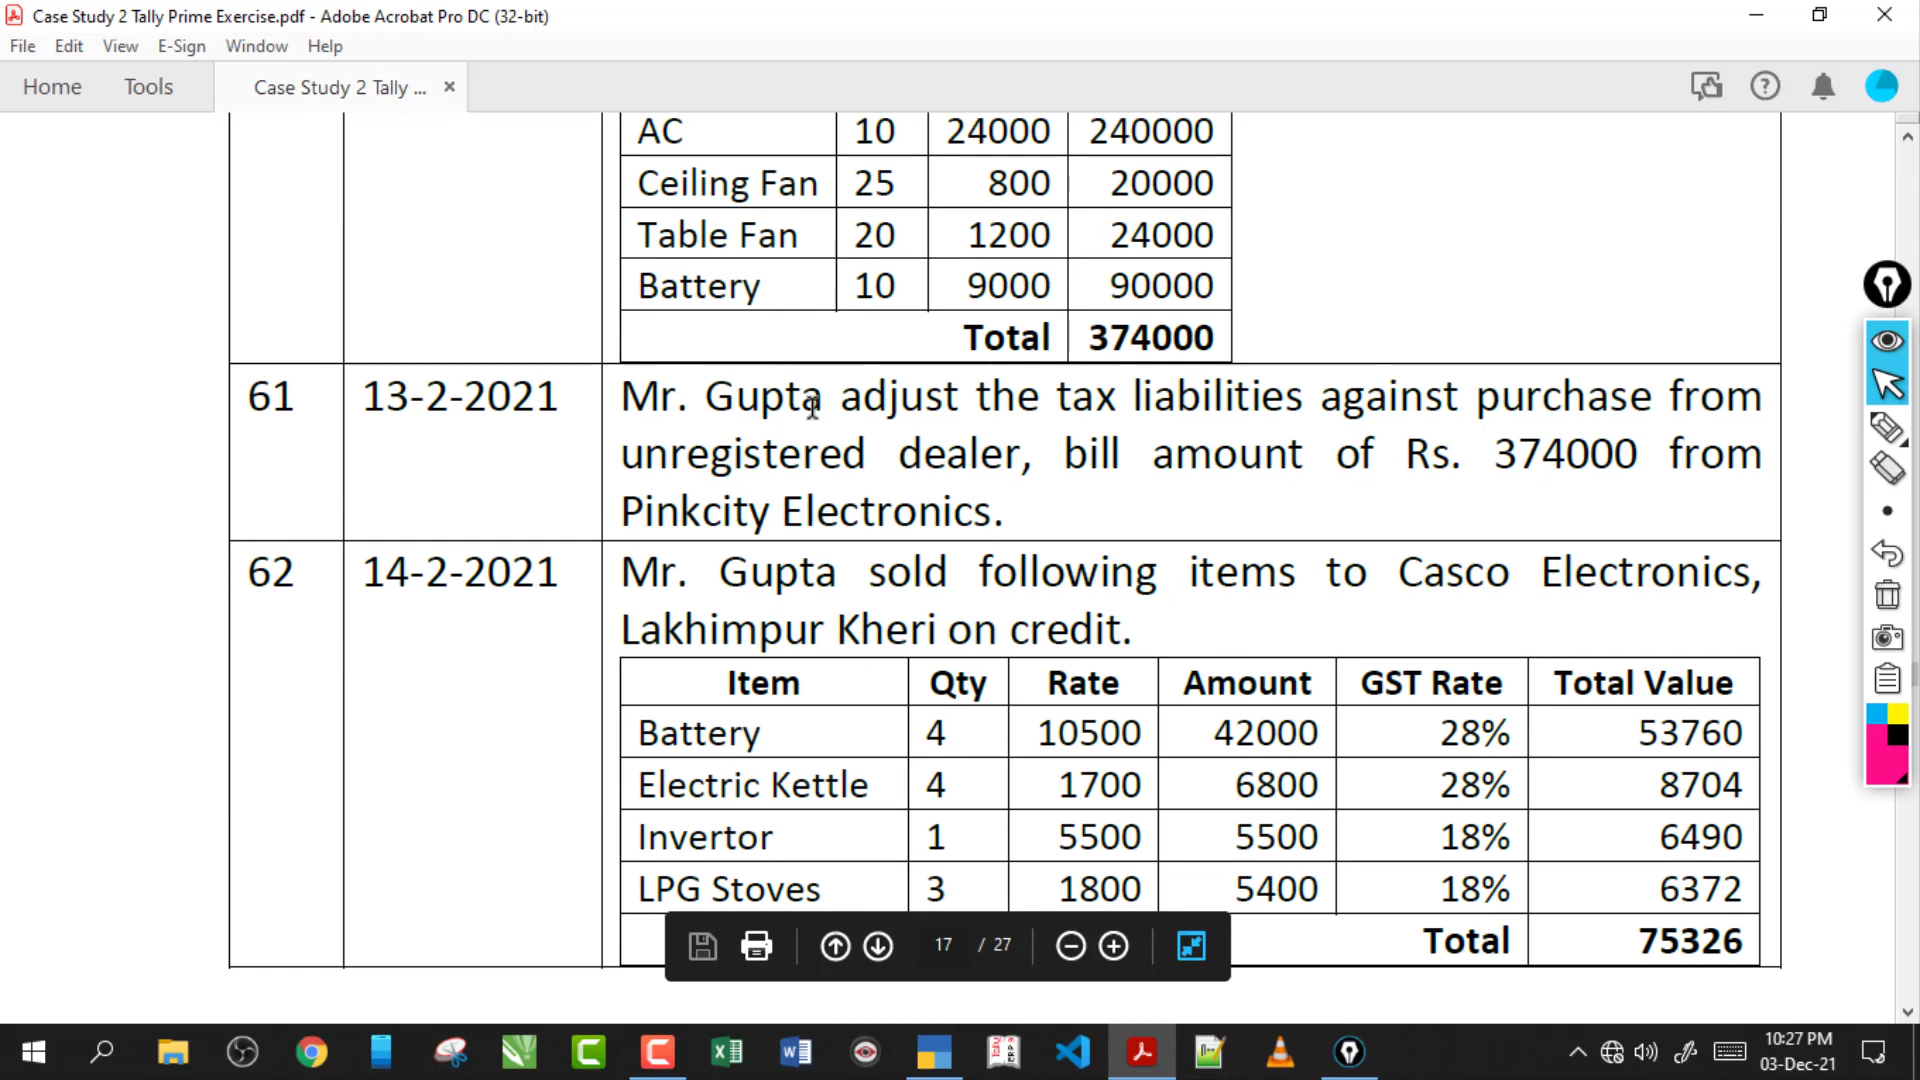 Case Study 2 Tally Prime Exercise.pdf - Adobe Acrobat Pro DC (32-bit)
File Edit View E-Sign Window Help
Home Tools Case Study 2 Tally ...
AC 10 24000 240000
Ceiling Fan 25 800 20000
Table Fan 20 1200 24000
Battery 10 9000 90000
Total 374000
61 13-2-2021 Mr. Gupta adjust the tax liabilities against purchase from
unregistered dealer, bill amount of Rs. 374000 from
Pinkcity Electronics.
62 14-2-2021 Mr. Gupta sold following items to Casco Electronics,
Lakhimpur Kheri on credit.
Item Qty Rate Amount GST Rate Total Value
Battery 4 10500 42000 28% 53760
Electric Kettle 4 1700 6800 28% 8704
Invertor 1 5500 5500 18% 6490
LPG Stoves 3 1800 5400 18% 6372
Total 75326
17 / 27
10:27 PM
03-Dec-21